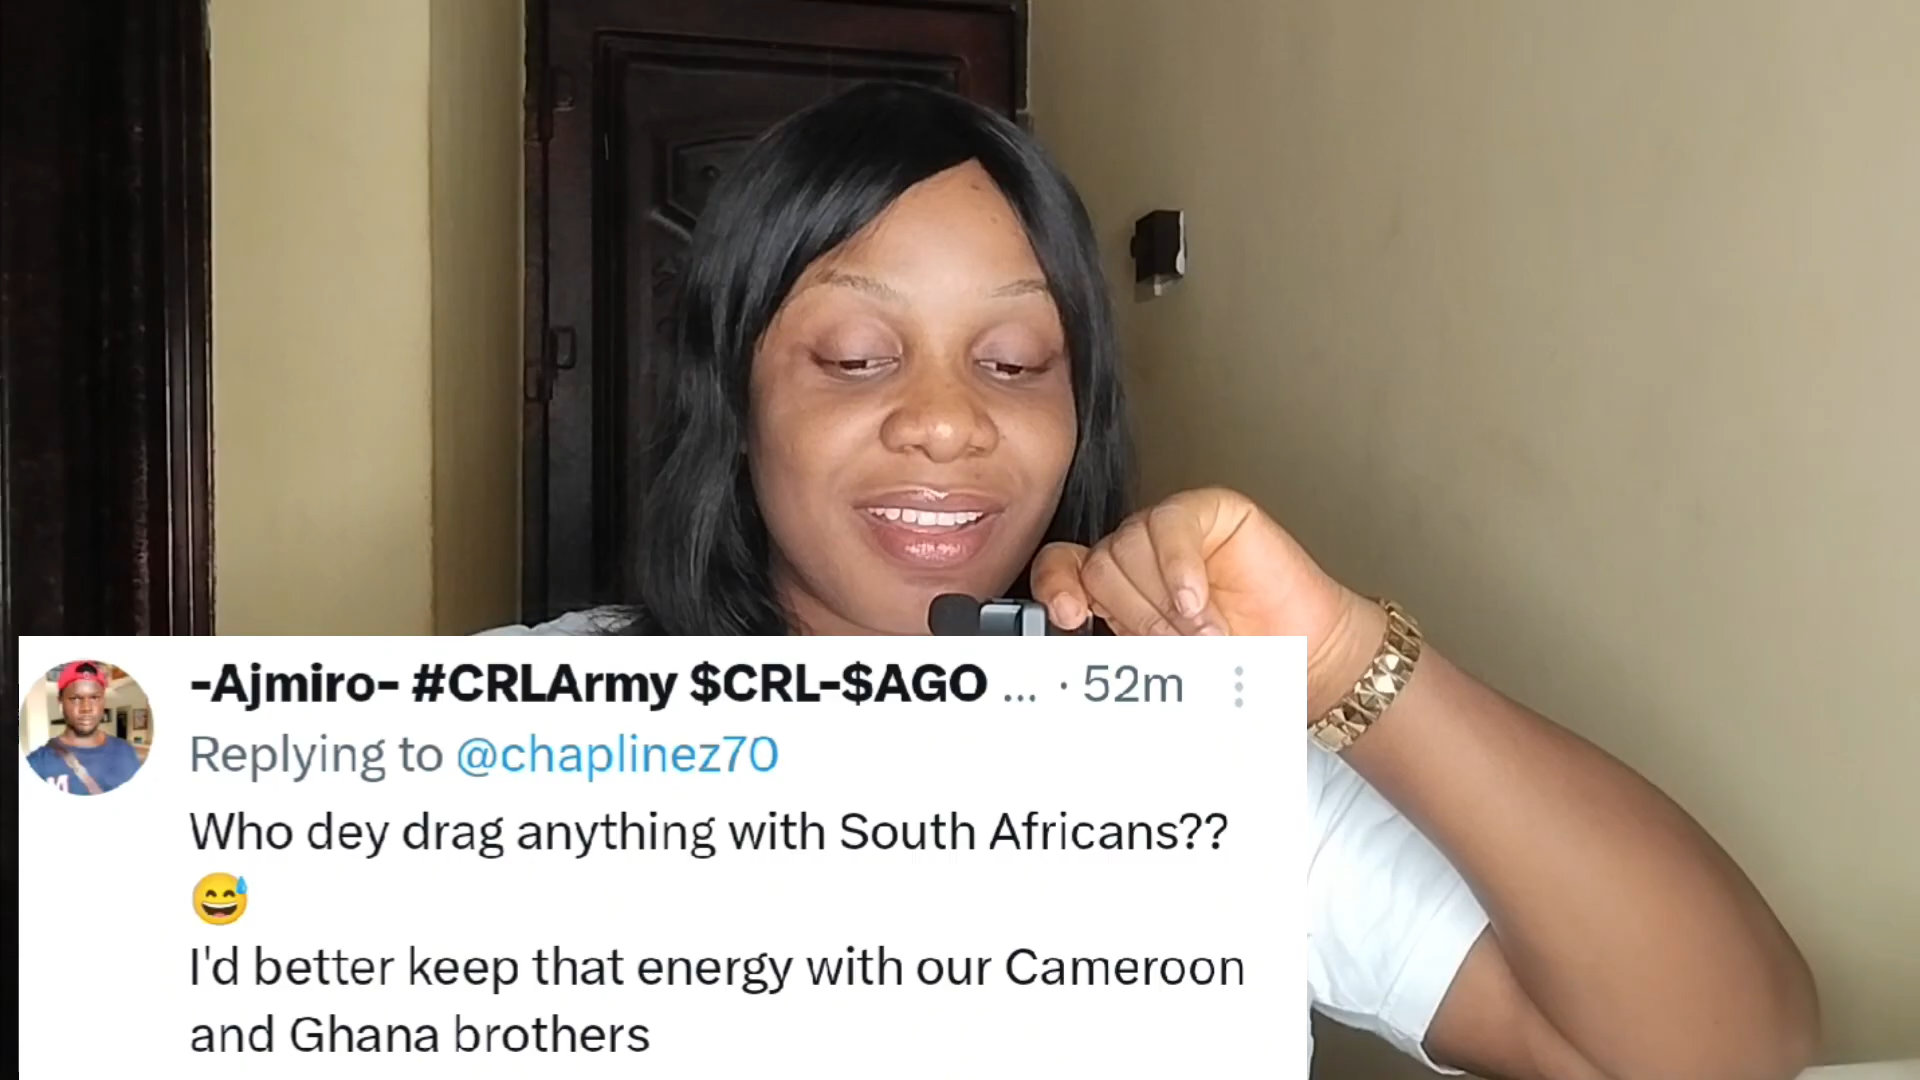 -Ajmiro- #CRLArmy $CRL-$AGO ... · 52m
Replying to @chaplinez70
Who dey drag anything with South Africans??
😅
I'd better keep that energy with our Cameroon
and Ghana brothers